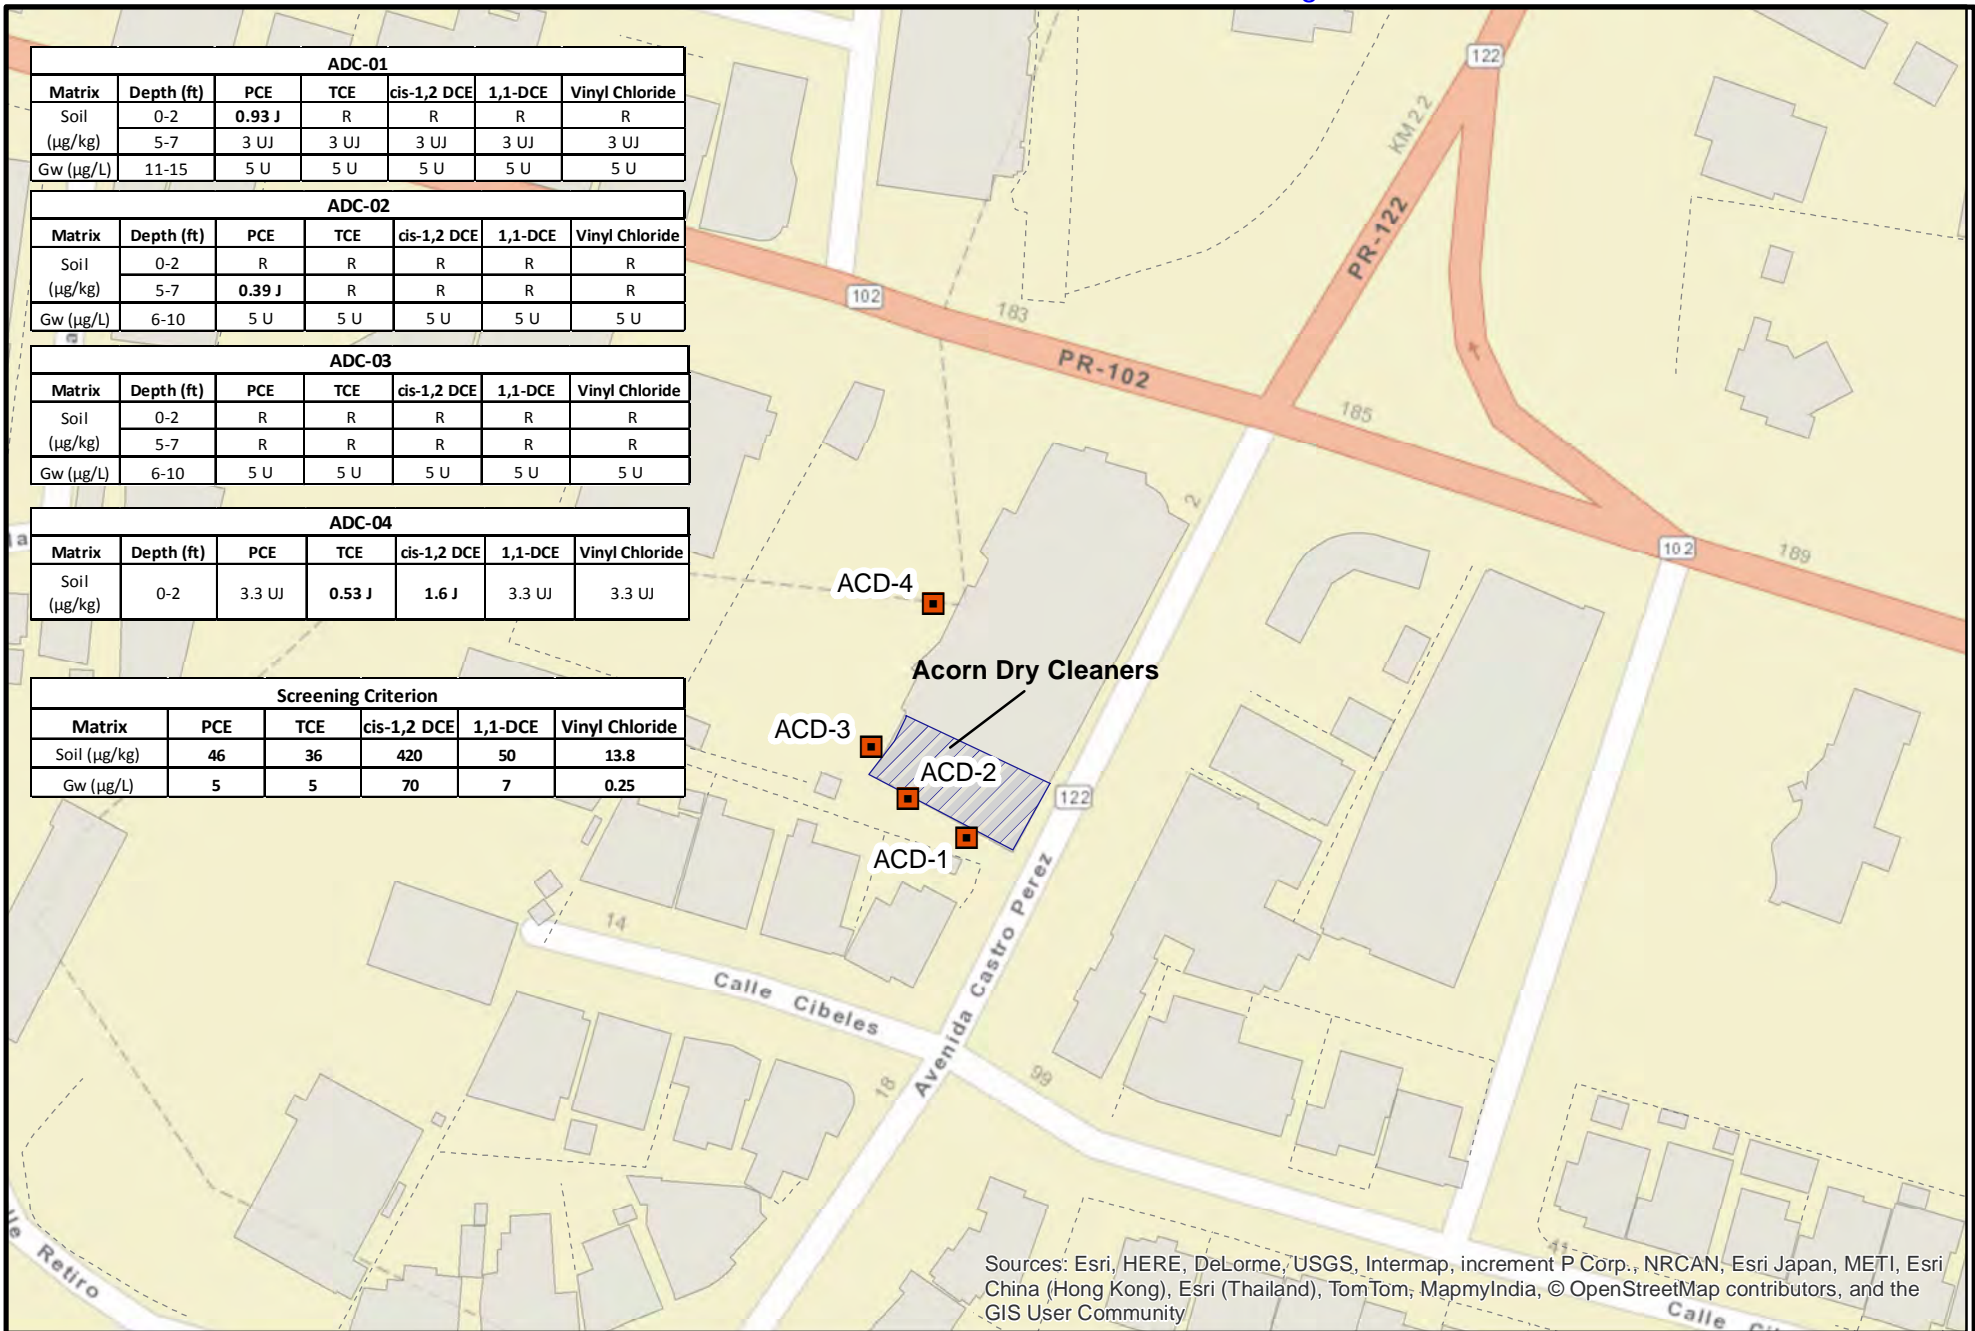 ADC-01
Matrix Depth (ft) PCE TCE cis-1,2 DCE 1,1-DCE Vinyl Chloride
Soil (µg/kg) 0-2 0.93 J R R R R
5-7 3 UJ 3 UJ 3 UJ 3 UJ 3 UJ
Gw (µg/L) 11-15 5 U 5 U 5 U 5 U 5 U
ADC-02
Matrix Depth (ft) PCE TCE cis-1,2 DCE 1,1-DCE Vinyl Chloride
Soil (µg/kg) 0-2 R R R R R
5-7 0.39 J R R R R
Gw (µg/L) 6-10 5 U 5 U 5 U 5 U 5 U
ADC-03
Matrix Depth (ft) PCE TCE cis-1,2 DCE 1,1-DCE Vinyl Chloride
Soil (µg/kg) 0-2 R R R R R
5-7 R R R R R
Gw (µg/L) 6-10 5 U 5 U 5 U 5 U 5 U
ADC-04
Matrix Depth (ft) PCE TCE cis-1,2 DCE 1,1-DCE Vinyl Chloride
Soil (µg/kg) 0-2 3.3 UJ 0.53 J 1.6 J 3.3 UJ 3.3 UJ
Screening Criterion
Matrix PCE TCE cis-1,2 DCE 1,1-DCE Vinyl Chloride
Soil (µg/kg) 46 36 420 50 13.8
Gw (µg/L) 5 5 70 7 0.25
122
KM 2.2
PR-122
102
183
PR-102
185
2
102
189
ACD-4
Acorn Dry Cleaners
ACD-3
ACD-2
122
ACD-1
14
Calle Cibeles
Avenida Castro Perez
18
99
41
Retiro
Calle
Sources: Esri, HERE, DeLorme, USGS, Intermap, increment P Corp., NRCAN, Esri Japan, METI, Esri
China (Hong Kong), Esri (Thailand), TomTom, MapmyIndia, © OpenStreetMap contributors, and the
GIS User Community